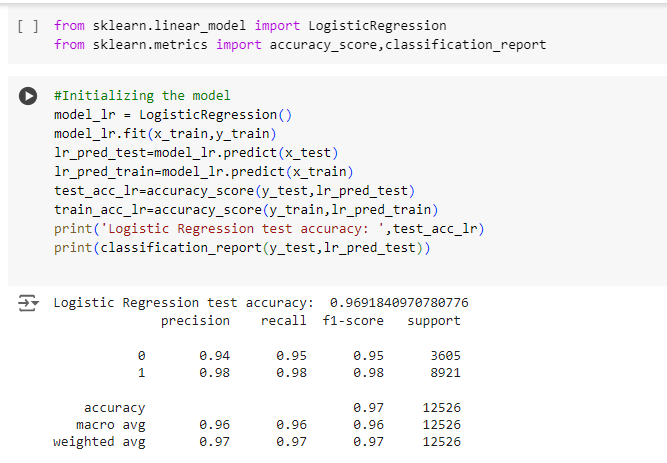 [ ] from sklearn.linear_model import LogisticRegression
from sklearn.metrics import accuracy_score,classification_report
#Initializing the model
model_lr = LogisticRegression()
model_lr.fit(x_train,y_train)
lr_pred_test=model_lr.predict(x_test)
lr_pred_train=model_lr.predict(x_train)
test_acc_lr=accuracy_score(y_test,lr_pred_test)
train_acc_lr=accuracy_score(y_train,lr_pred_train)
print('Logistic Regression test accuracy: ',test_acc_lr)
print(classification_report(y_test,lr_pred_test))
Logistic Regression test accuracy:  0.9691840970780776
precision    recall  f1-score   support
0       0.94      0.95      0.95      3605
1       0.98      0.98      0.98      8921
accuracy                           0.97     12526
macro avg       0.96      0.96      0.96     12526
weighted avg       0.97      0.97      0.97     12526